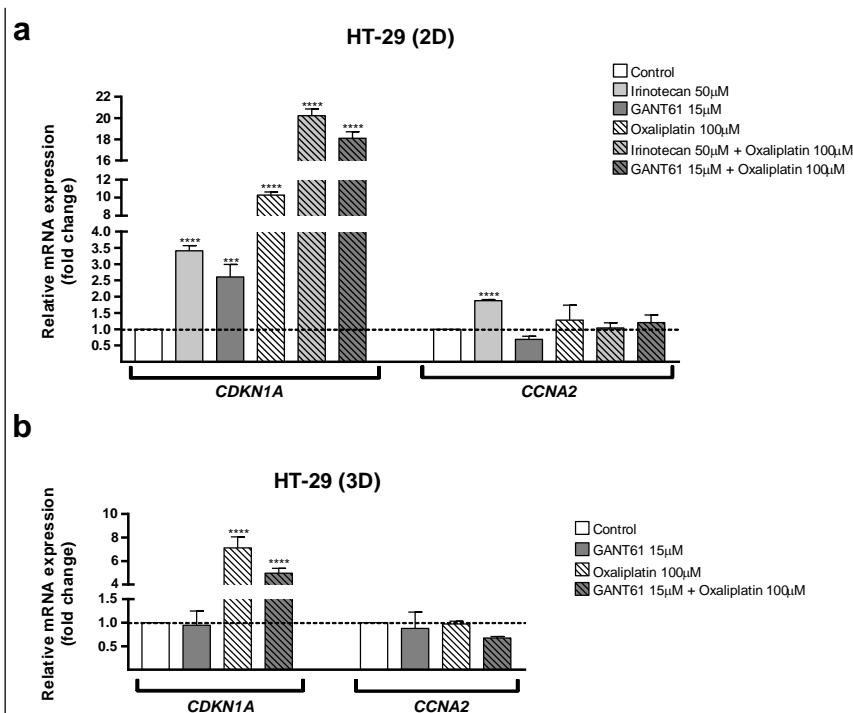 a
HT-29 (2D)
Relative mRNA expression
(fold change)
22
20
18
16
12
10
8
4.0
3.5
3.0
2.5
2.0
1.5
1.0
0.5
****
***
****
****
****
****
Control
Irinotecan 50μM
GANT61 15μM
Oxaliplatin 100μM
Irinotecan 50μM + Oxaliplatin 100μM
GANT61 15μM + Oxaliplatin 100μM
CDKN1A
CCNA2
b
HT-29 (3D)
Relative mRNA expression
(fold change)
10
8
6
4
1.5
1.0
0.5
****
****
Control
GANT61 15μM
Oxaliplatin 100μM
GANT61 15μM + Oxaliplatin 100μM
CDKN1A
CCNA2